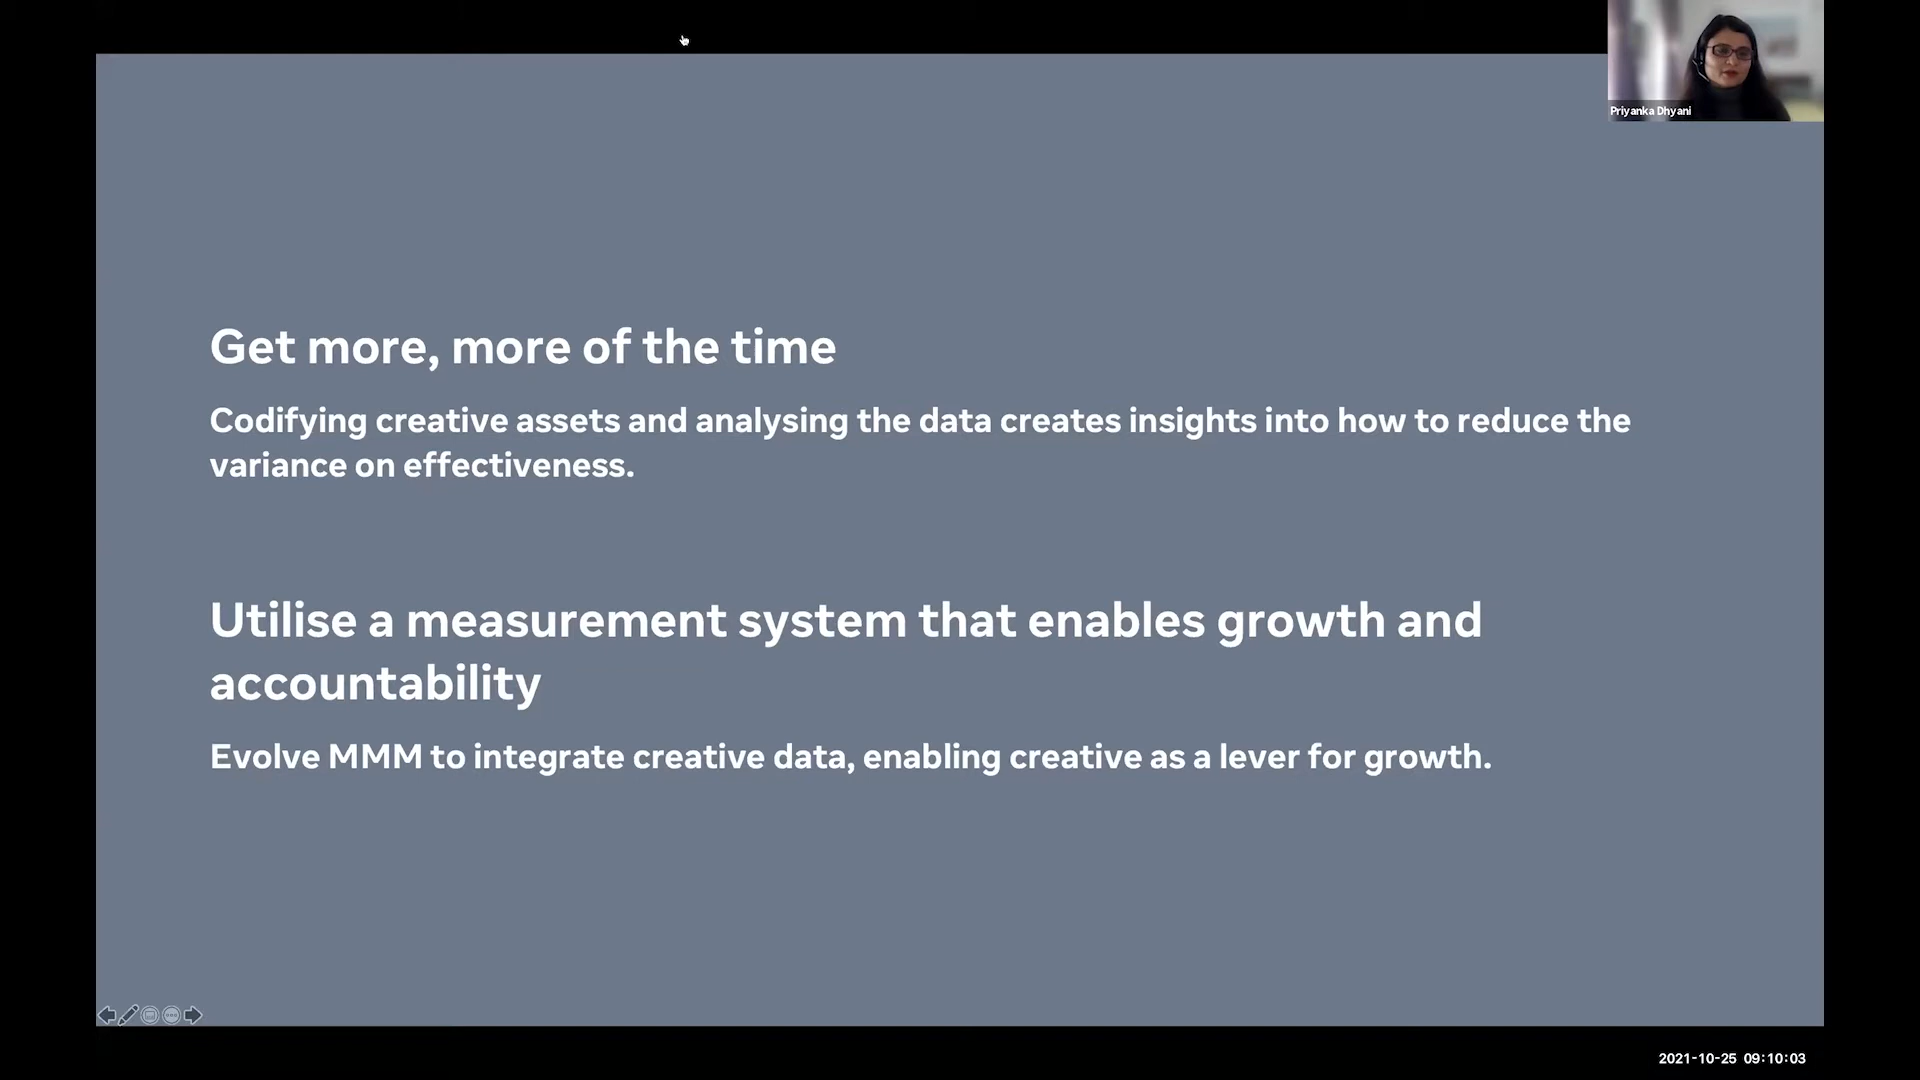 Priyanka Dhyani
Get more, more of the time
Codifying creative assets and analysing the data creates insights into how to reduce the
variance on effectiveness.
Utilise a measurement system that enables growth and
accountability
Evolve MMM to integrate creative data, enabling creative as a lever for growth.
2021-10-25 09:10:03